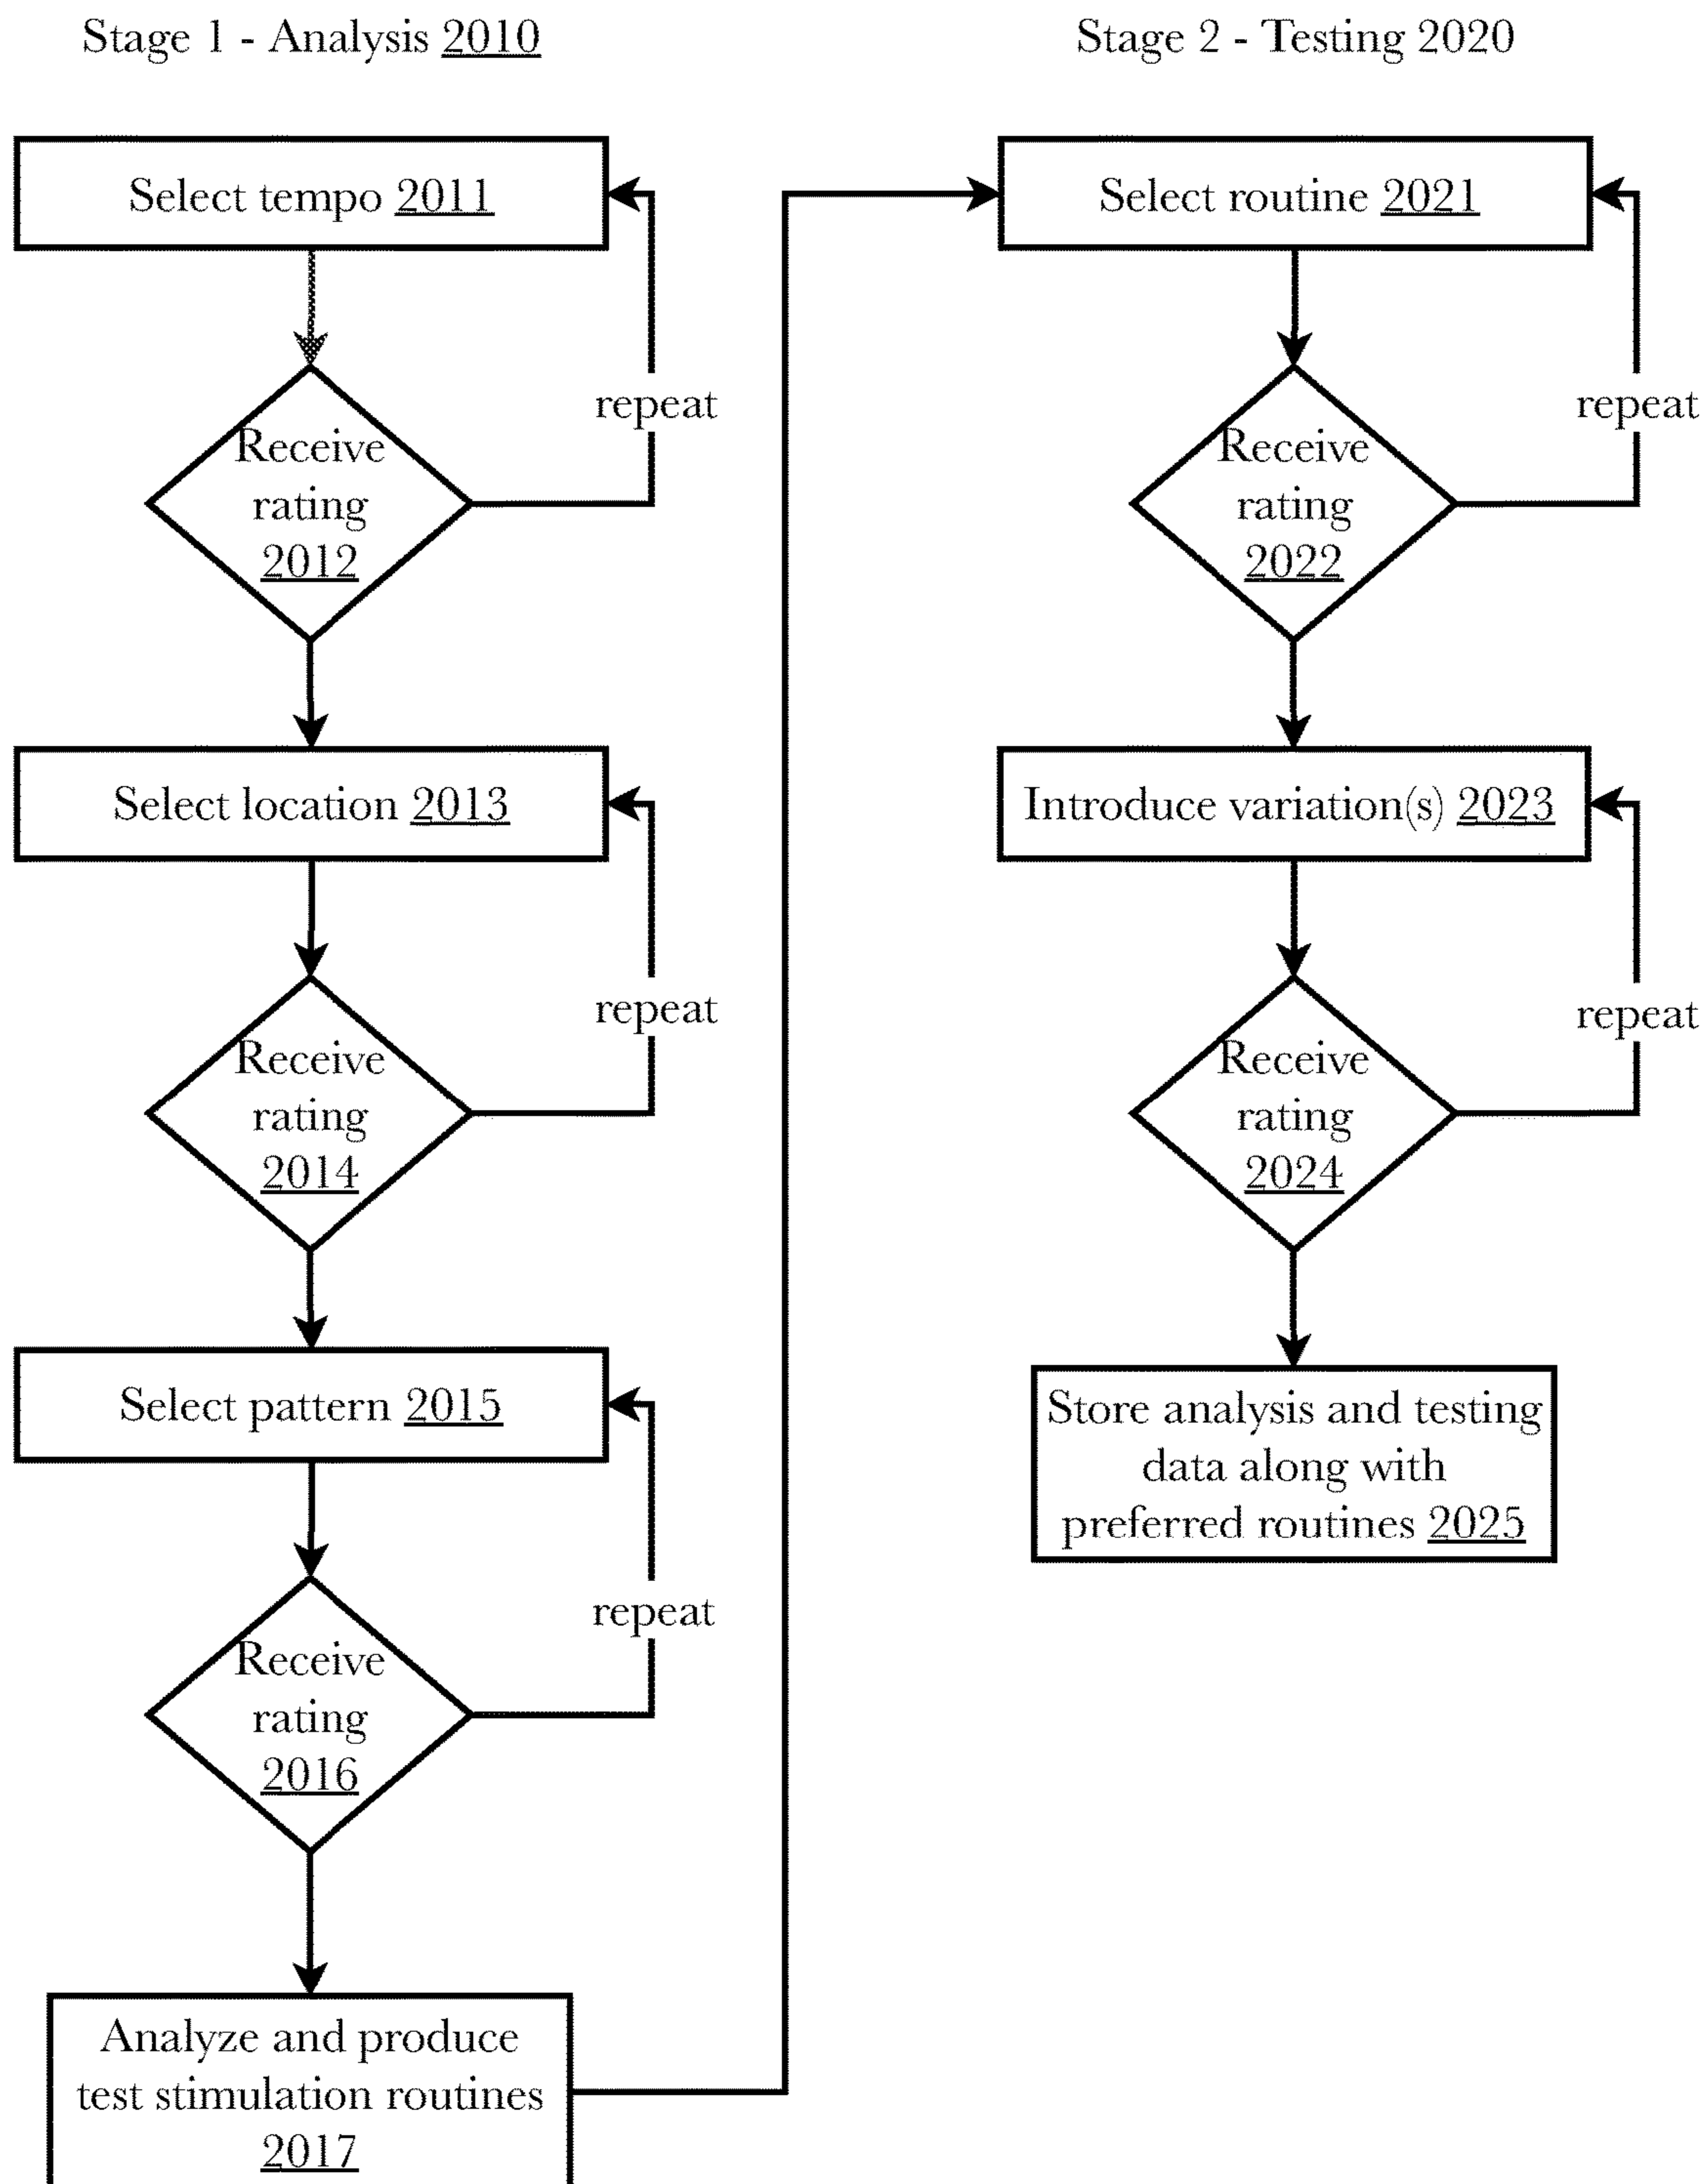 Stage 1 - Analysis 2010
Select tempo 2011
repeat
Receive
rating
2012
Select location 2013
repeat
Receive
rating
2014
Select pattern 2015
repeat
Receive
rating
2016
Analyze and produce
test stimulation routines
2017
Stage 2 - Testing 2020
Select routine 2021
repeat
Receive
rating
2022
Introduce variation(s) 2023
repeat
Receive
rating
2024
Store analysis and testing
data along with
preferred routines 2025